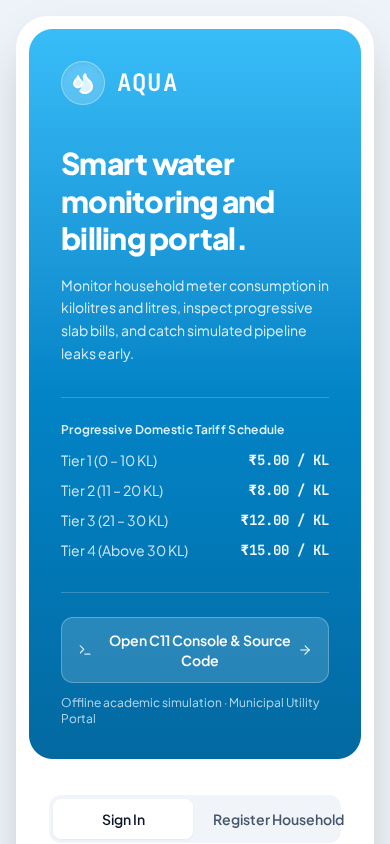 AQUA
Smart water
monitoring and
billing portal.
Monitor household meter consumption in
kilolitres and litres, inspect progressive
slab bills, and catch simulated pipeline
leaks early.
Progressive Domestic Tariff Schedule
Tier 1 (0 – 10 KL) ₹5.00 / KL
Tier 2 (11 – 20 KL) ₹8.00 / KL
Tier 3 (21 – 30 KL) ₹12.00 / KL
Tier 4 (Above 30 KL) ₹15.00 / KL
Open C11 Console & Source
Code
Offline academic simulation · Municipal Utility
Portal
Sign In Register Household